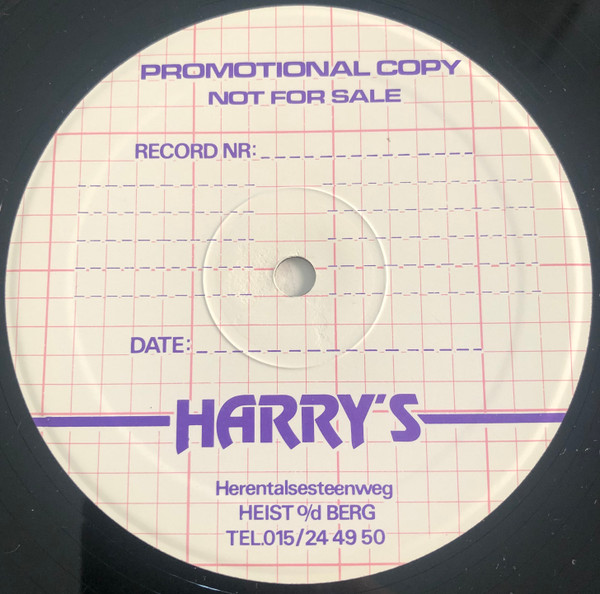 PROMOTIONAL COPY
NOT FOR SALE
RECORD NR:
DATE:
HARRY'S
Herentalsesteenweg
HEIST o/d BERG
TEL.015/24 49 50